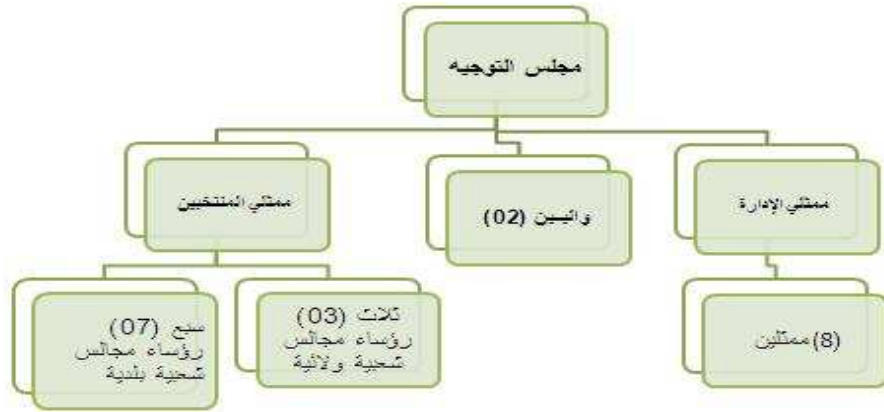 مجلس التوجيه
ممثلي الإدارة
واليين (02)
ممثلي المنتخبين
(8) ممثلين
ثلاث (03)
رؤساء مجالس
شعبية ولائية
سبع (07)
رؤساء مجالس
شعبية بلدية